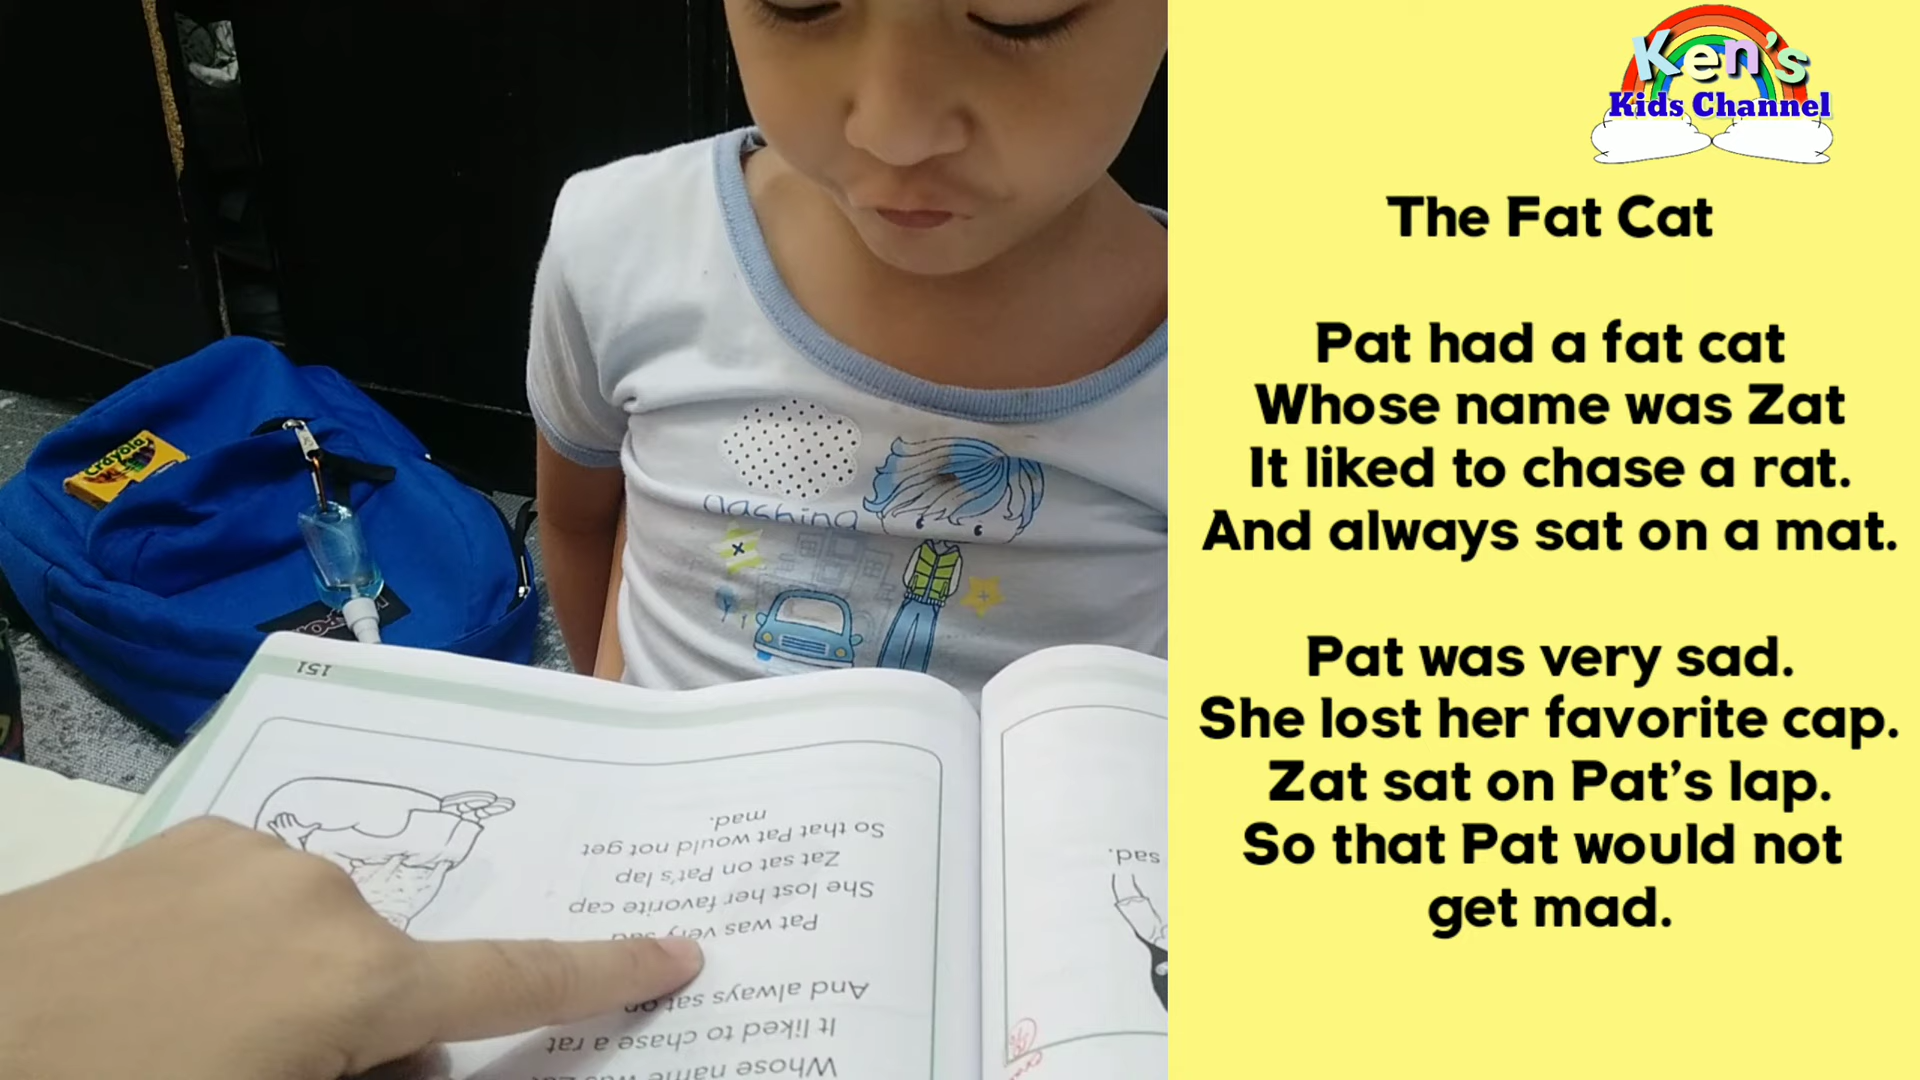 Ken's
Kids Channel
The Fat Cat
Pat had a fat cat
Whose name was Zat
It liked to chase a rat.
And always sat on a mat.
Pat was very sad.
She lost her favorite cap.
Zat sat on Pat's lap.
So that Pat would not
get mad.
Crayola
dashing
151
Whose name was
It liked to chase a rat
And always sat on
Pat was very sad
She lost her favorite cap
Zat sat on Pat's lap
So that Pat would not get
mad.
sad.